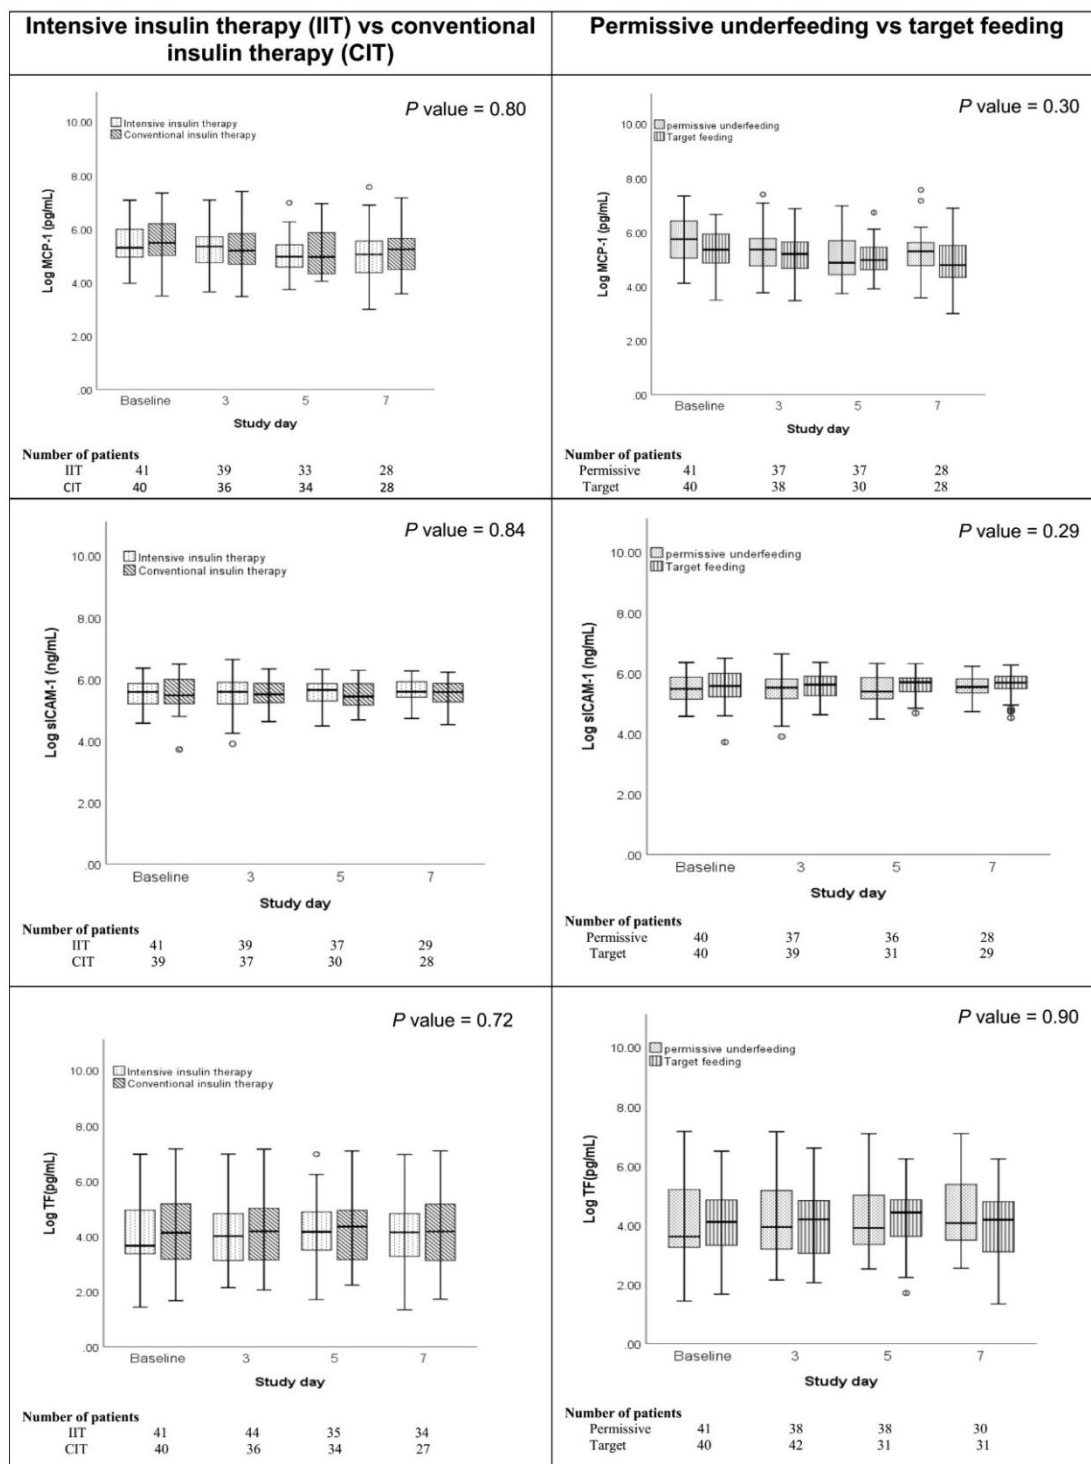 Intensive insulin therapy (IIT) vs conventional
insulin therapy (CIT)
Permissive underfeeding vs target feeding
P value = 0.80
10.00
Intensive insulin therapy
Conventional insulin therapy
8.00
6.00
4.00
2.00
.00
Log MCP-1 (pg/mL)
Baseline 3 5 7
Study day
Number of patients
IIT 41 39 33 28
CIT 40 36 34 28
P value = 0.30
10.00
permissive underfeeding
Target feeding
8.00
6.00
4.00
2.00
.00
Log MCP-1 (pg/mL)
Baseline 3 5 7
Study day
Number of patients
Permissive 41 37 37 28
Target 40 38 30 28
P value = 0.84
10.00
Intensive insulin therapy
Conventional insulin therapy
8.00
6.00
4.00
2.00
.00
Log sICAM-1 (ng/mL)
Baseline 3 5 7
Study day
Number of patients
IIT 41 39 37 29
CIT 39 37 30 28
P value = 0.29
10.00
permissive underfeeding
Target feeding
8.00
6.00
4.00
2.00
.00
Log sICAM-1 (ng/mL)
Baseline 3 5 7
Study day
Number of patients
Permissive 40 37 36 28
Target 40 39 31 29
P value = 0.72
10.00
Intensive insulin therapy
Conventional insulin therapy
8.00
6.00
4.00
2.00
.00
Log TF(pg/mL)
Baseline 3 5 7
Study day
Number of patients
IIT 41 44 35 34
CIT 40 36 34 27
P value = 0.90
10.00
permissive underfeeding
Target feeding
8.00
6.00
4.00
2.00
.00
Log TF(pg/mL)
Baseline 3 5 7
Study day
Number of patients
Permissive 41 38 38 30
Target 40 42 31 31